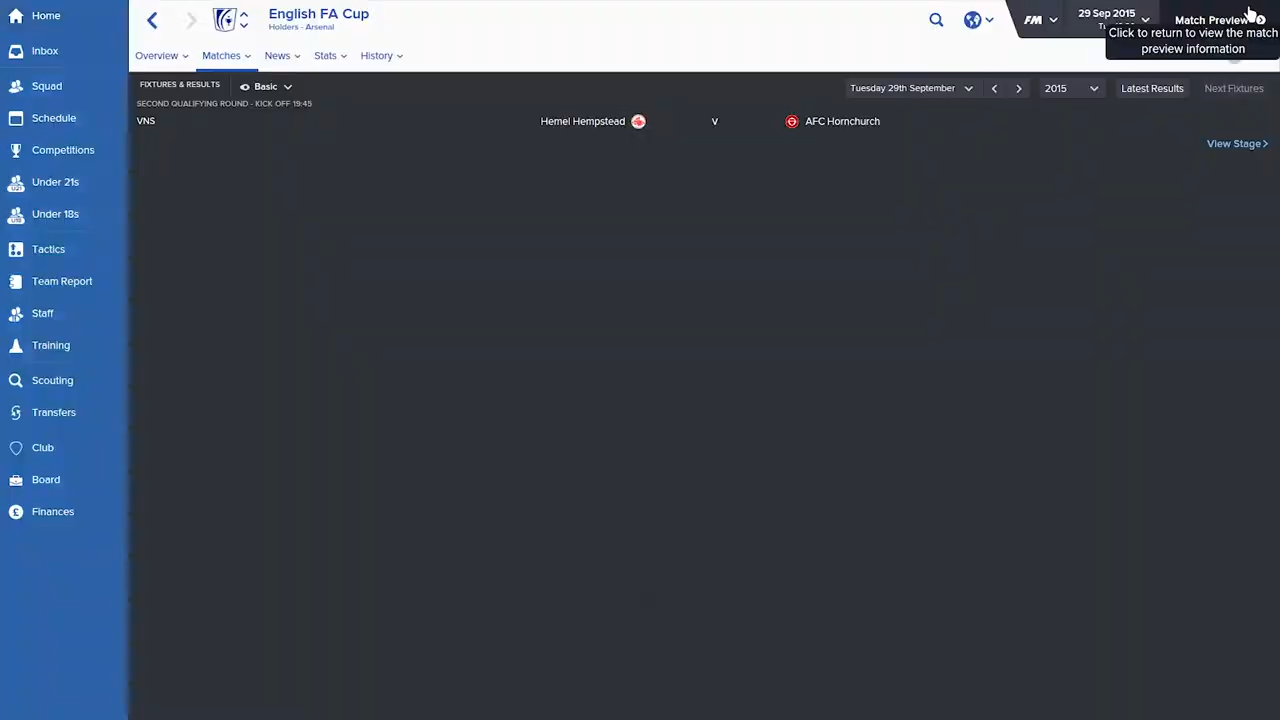 Home
Inbox
Squad
Schedule
Competitions
Under 21s
Under 18s
Tactics
Team Report
Staff
Training
Scouting
Transfers
Club
Board
Finances
English FA Cup
Holders - Arsenal
FM
29 Sep 2015
Match Preview
Click to return to view the match
preview information
Overview
Matches
News
Stats
History
FIXTURES & RESULTS
Basic
Tuesday 29th September
2015
Latest Results
Next Fixtures
SECOND QUALIFYING ROUND - KICK OFF 19:45
VNS
Hemel Hempstead
v
AFC Hornchurch
View Stage